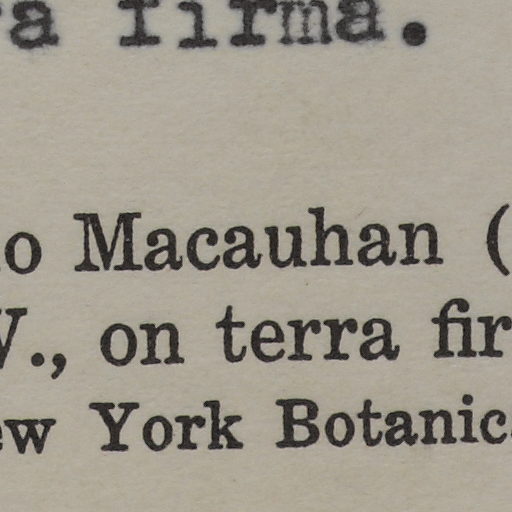 a firma.
o Macauhan (
W., on terra fir
ew York Botanic